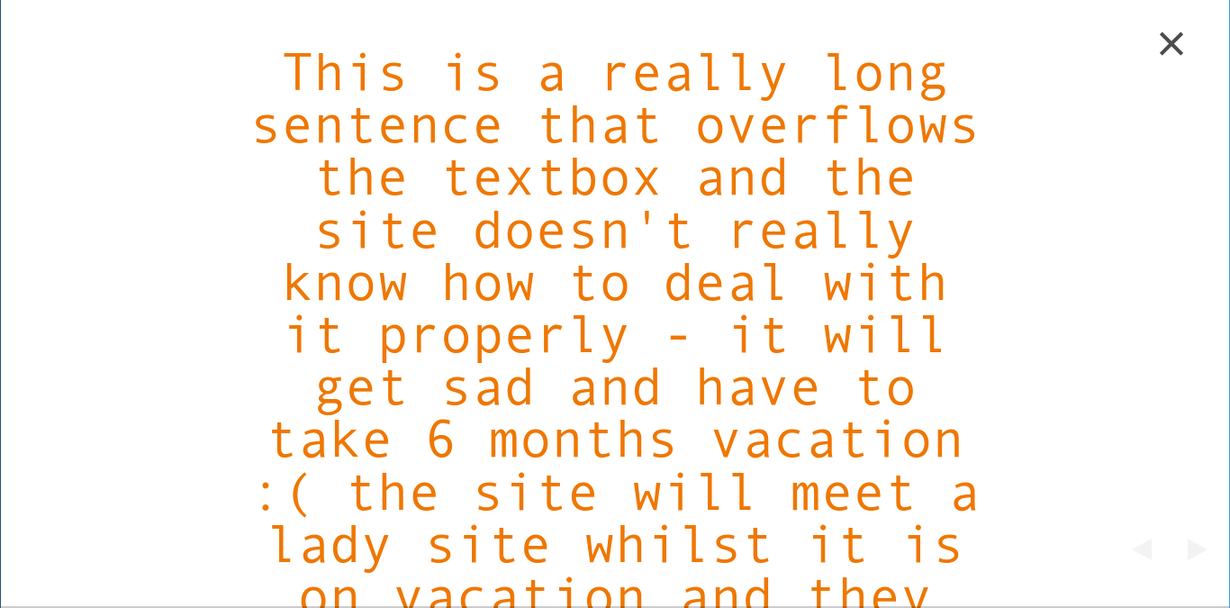 This is a really long
sentence that overflows
the textbox and the
site doesn't really
know how to deal with
it properly - it will
get sad and have to
take 6 months vacation
:( the site will meet a
lady site whilst it is
on vacation and they